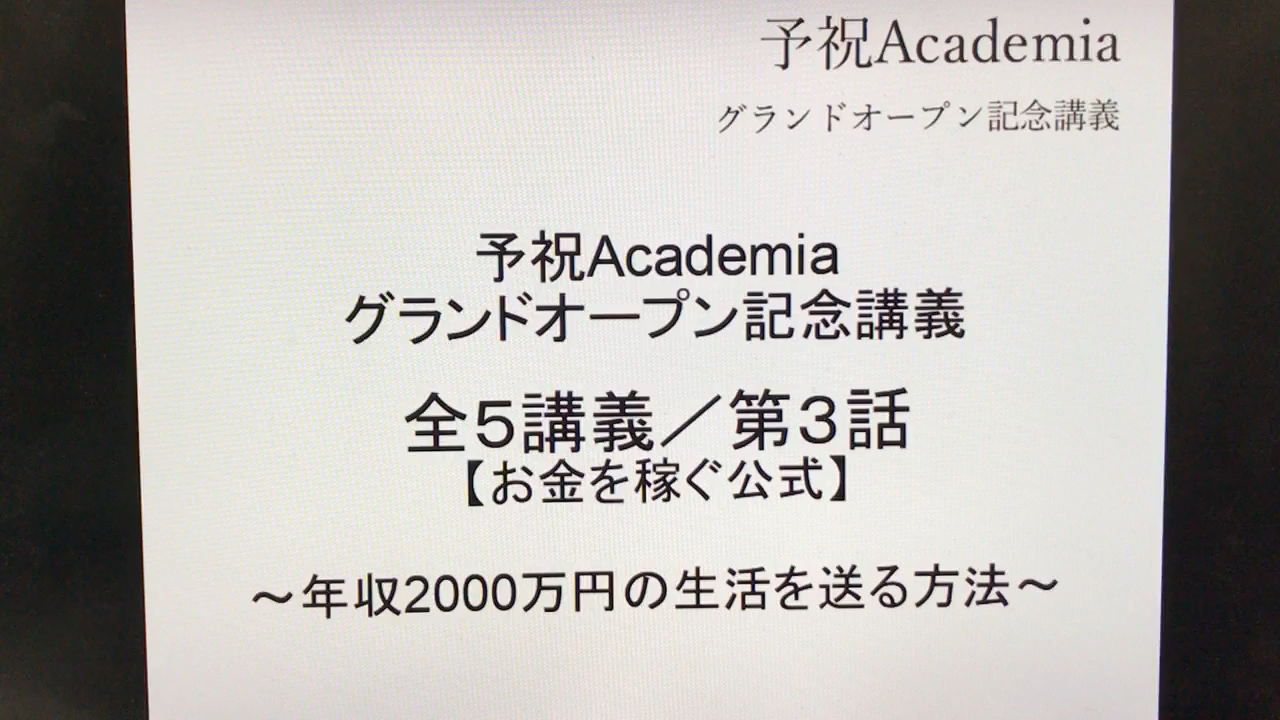 予祝Academia
グランドオープン記念講義
予祝Academia
グランドオープン記念講義
全５講義／第３話
【お金を稼ぐ公式】
～年収2000万円の生活を送る方法～